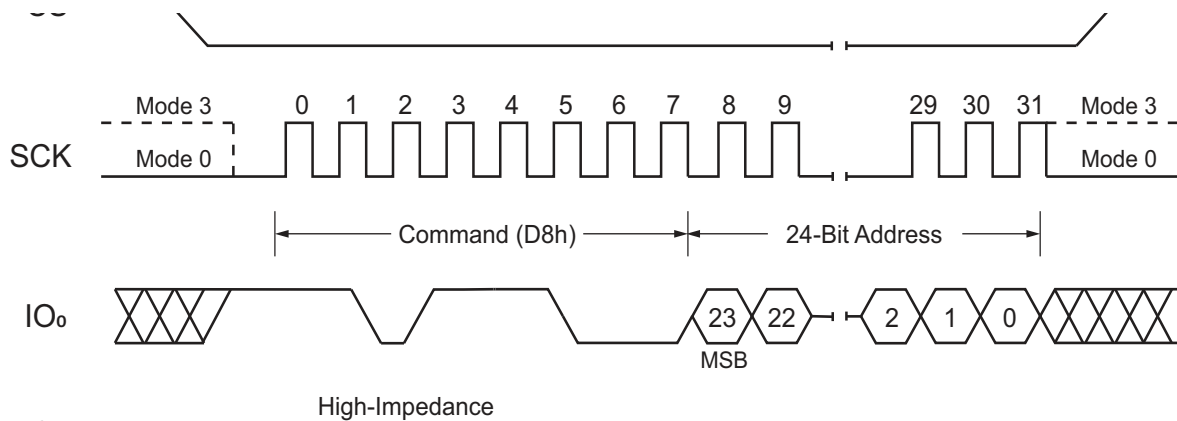 Mode 3 0 1 2 3 4 5 6 7 8 9 29 30 31 Mode 3
SCK
Mode 0 Mode 0
Command (D8h) 24-Bit Address
IO₀ 23 22 2 1 0
MSB
High-Impedance